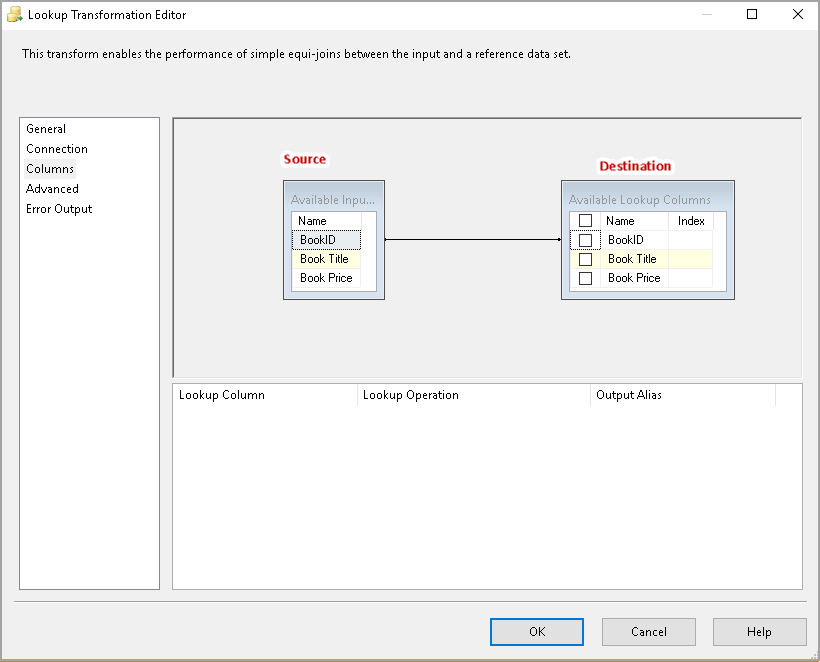 Lookup Transformation Editor
This transform enables the performance of simple equi-joins between the input and a reference data set.
General
Connection
Columns
Advanced
Error Output
Source
Available Inpu...
Name
BookID
Book Title
Book Price
Destination
Available Lookup Columns
Name Index
BookID
Book Title
Book Price
Lookup Column Lookup Operation Output Alias
OK Cancel Help